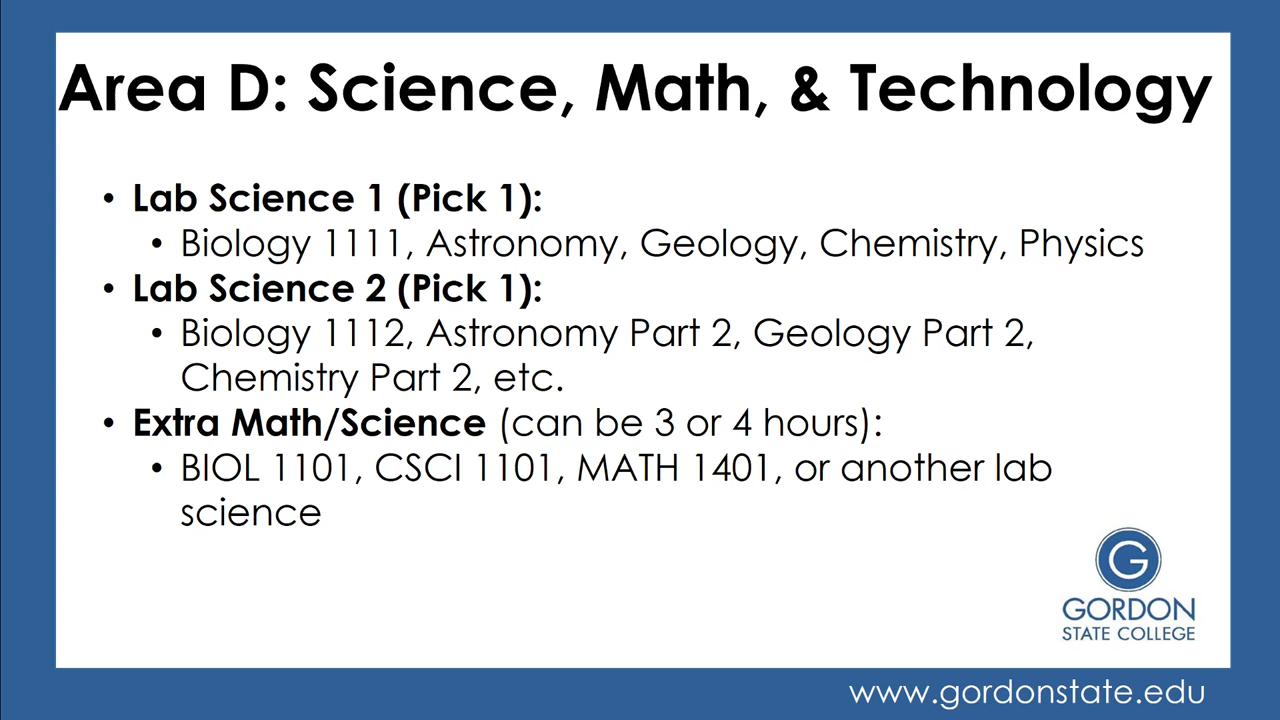 Area D: Science, Math, & Technology
• Lab Science 1 (Pick 1):
• Biology 1111, Astronomy, Geology, Chemistry, Physics
• Lab Science 2 (Pick 1):
• Biology 1112, Astronomy Part 2, Geology Part 2,
Chemistry Part 2, etc.
• Extra Math/Science (can be 3 or 4 hours):
• BIOL 1101, CSCI 1101, MATH 1401, or another lab
science
G
GORDON
STATE COLLEGE
www.gordonstate.edu